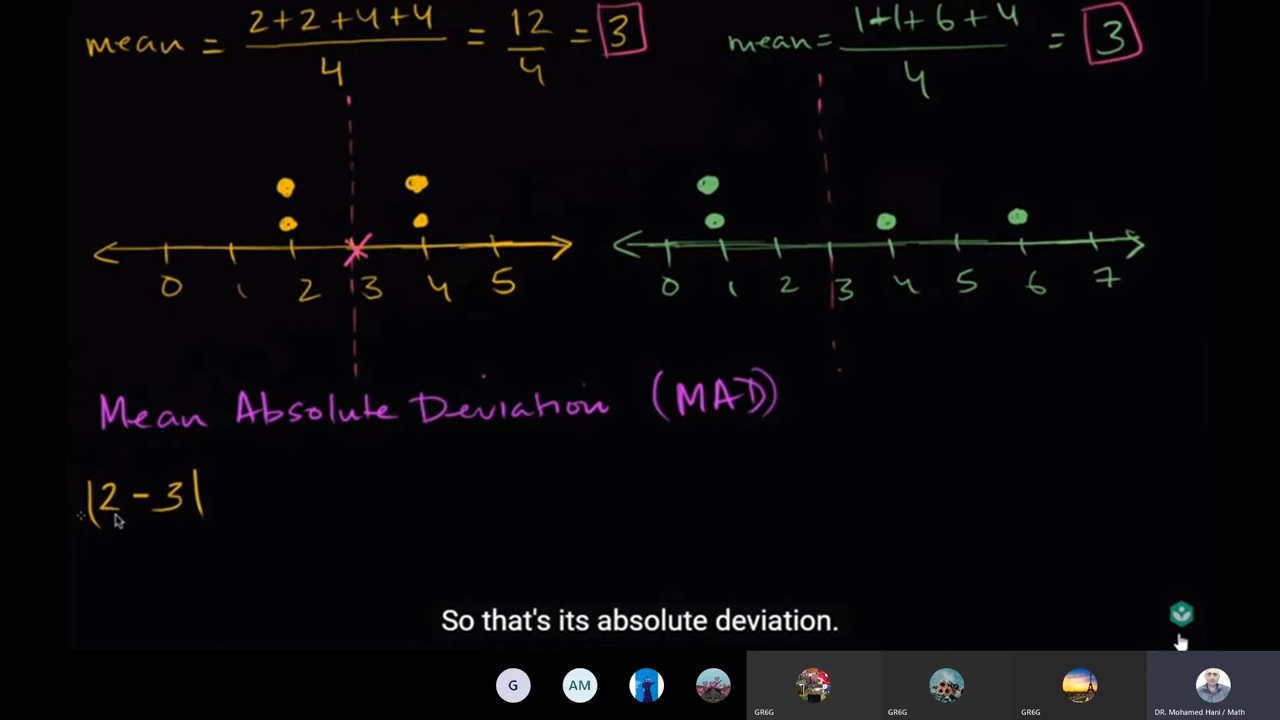 mean = 2+2+4+4 / 4 = 12 / 4 = 3
mean = 1+1+6+4 / 4 = 3
0 1 2 3 4 5
0 1 2 3 4 5 6 7
Mean Absolute Deviation (MAD)
|2-3|
So that's its absolute deviation.
G
AM
GR6G
GR6G
GR6G
DR. Mohamed Hani / Math